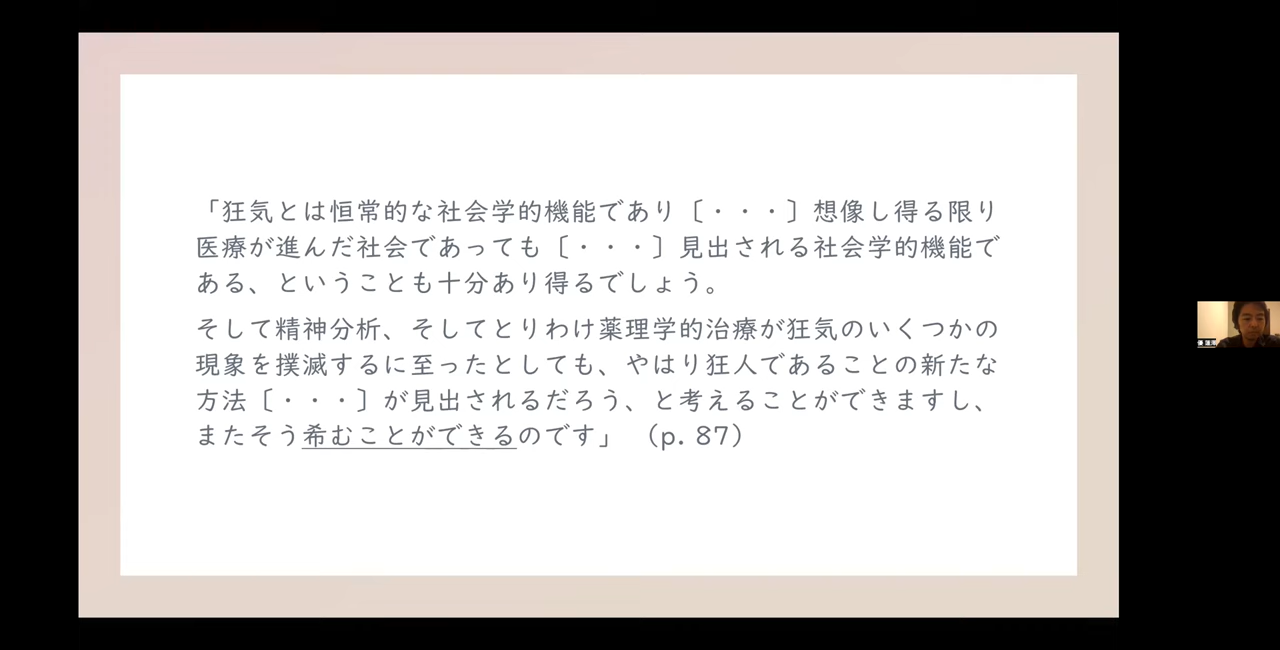 「狂気とは恒常的な社会学的機能であり〔・・・〕想像し得る限り
医療が進んだ社会であっても〔・・・〕見出される社会学的機能で
ある、ということも十分あり得るでしょう。
そして精神分析、そしてとりわけ薬理学的治療が狂気のいくつかの
現象を撲滅するに至ったとしても、やはり狂人であることの新たな
方法〔・・・〕が見出されるだろう、と考えることができますし、
またそう希むことができるのです」 （p. 87）